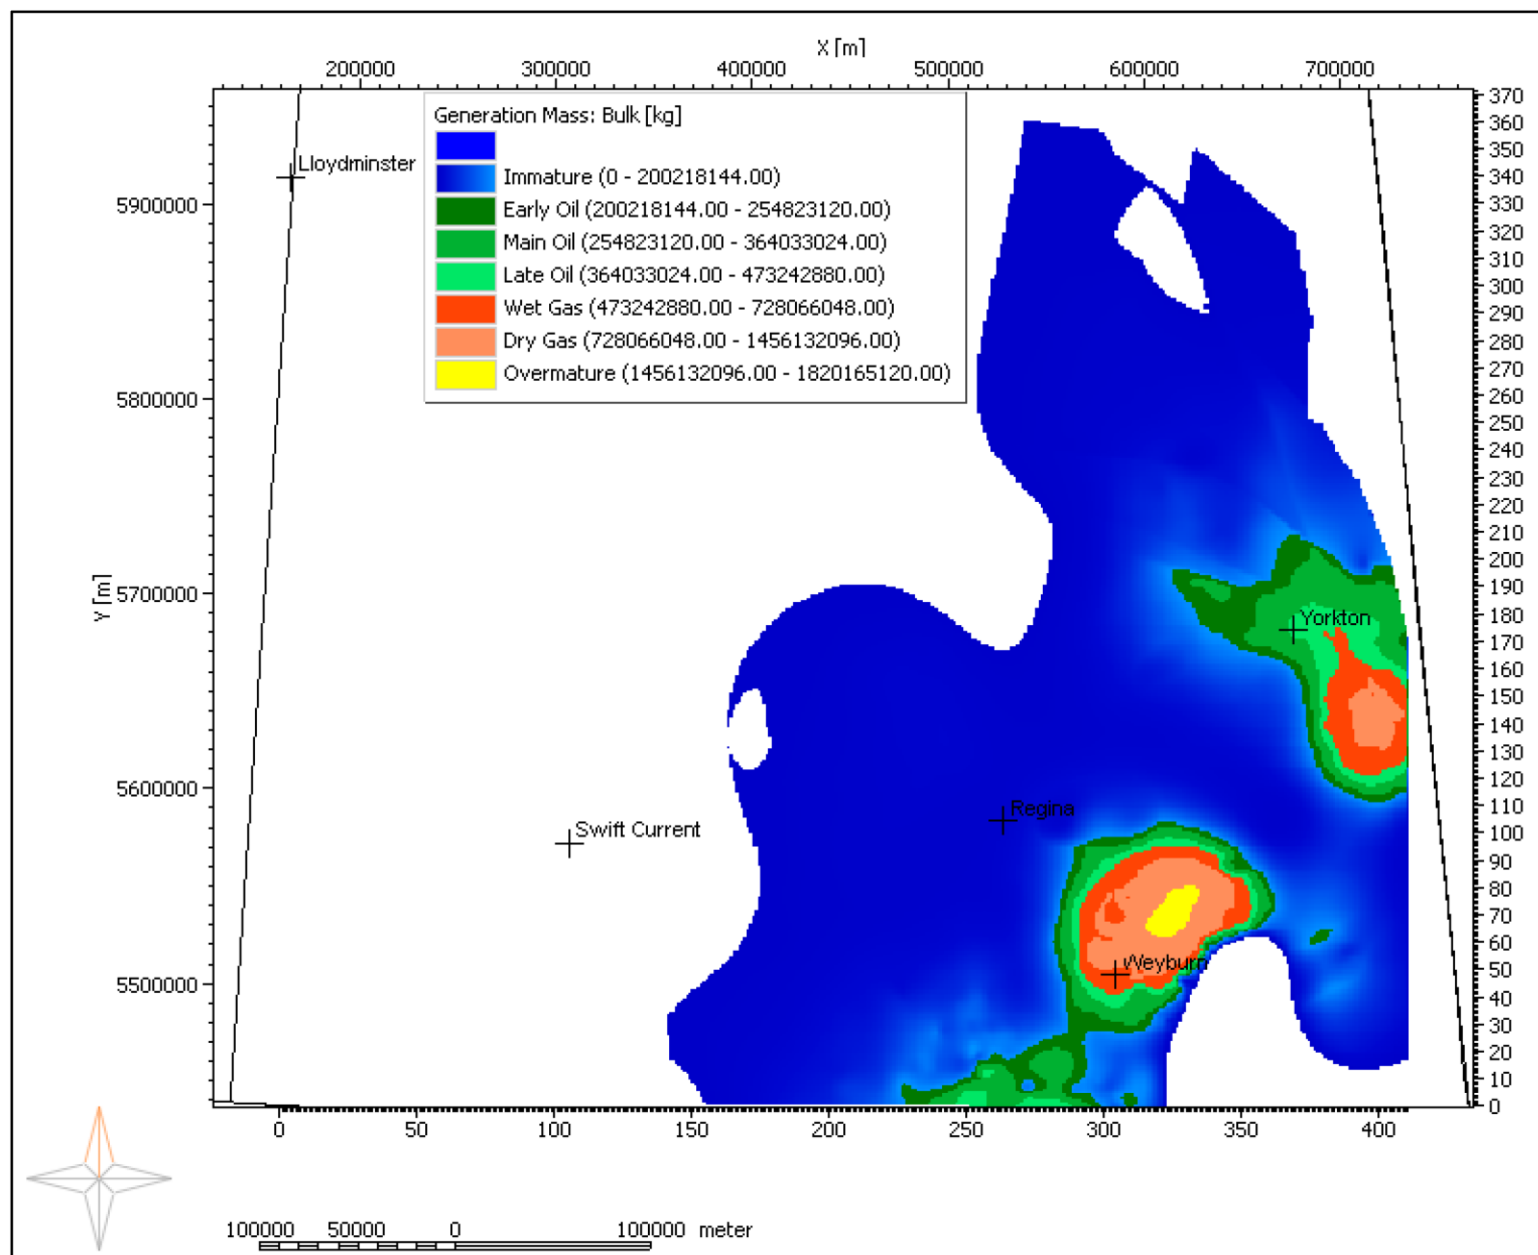 X [m]
200000 300000 400000 500000 600000 700000
Generation Mass: Bulk [kg]
Immature (0 - 200218144.00)
Early Oil (200218144.00 - 254823120.00)
Main Oil (254823120.00 - 364033024.00)
Late Oil (364033024.00 - 473242880.00)
Wet Gas (473242880.00 - 728066048.00)
Dry Gas (728066048.00 - 1456132096.00)
Overmature (1456132096.00 - 1820165120.00)
Lloydminster
Yorkton
Regina
Swift Current
Weyburn
Y [m]
5900000
5800000
5700000
5600000
5500000
370
360
350
340
330
320
310
300
290
280
270
260
250
240
230
220
210
200
190
180
170
160
150
140
130
120
110
100
90
80
70
60
50
40
30
20
10
0
0 50 100 150 200 250 300 350 400
100000 50000 0 100000 meter